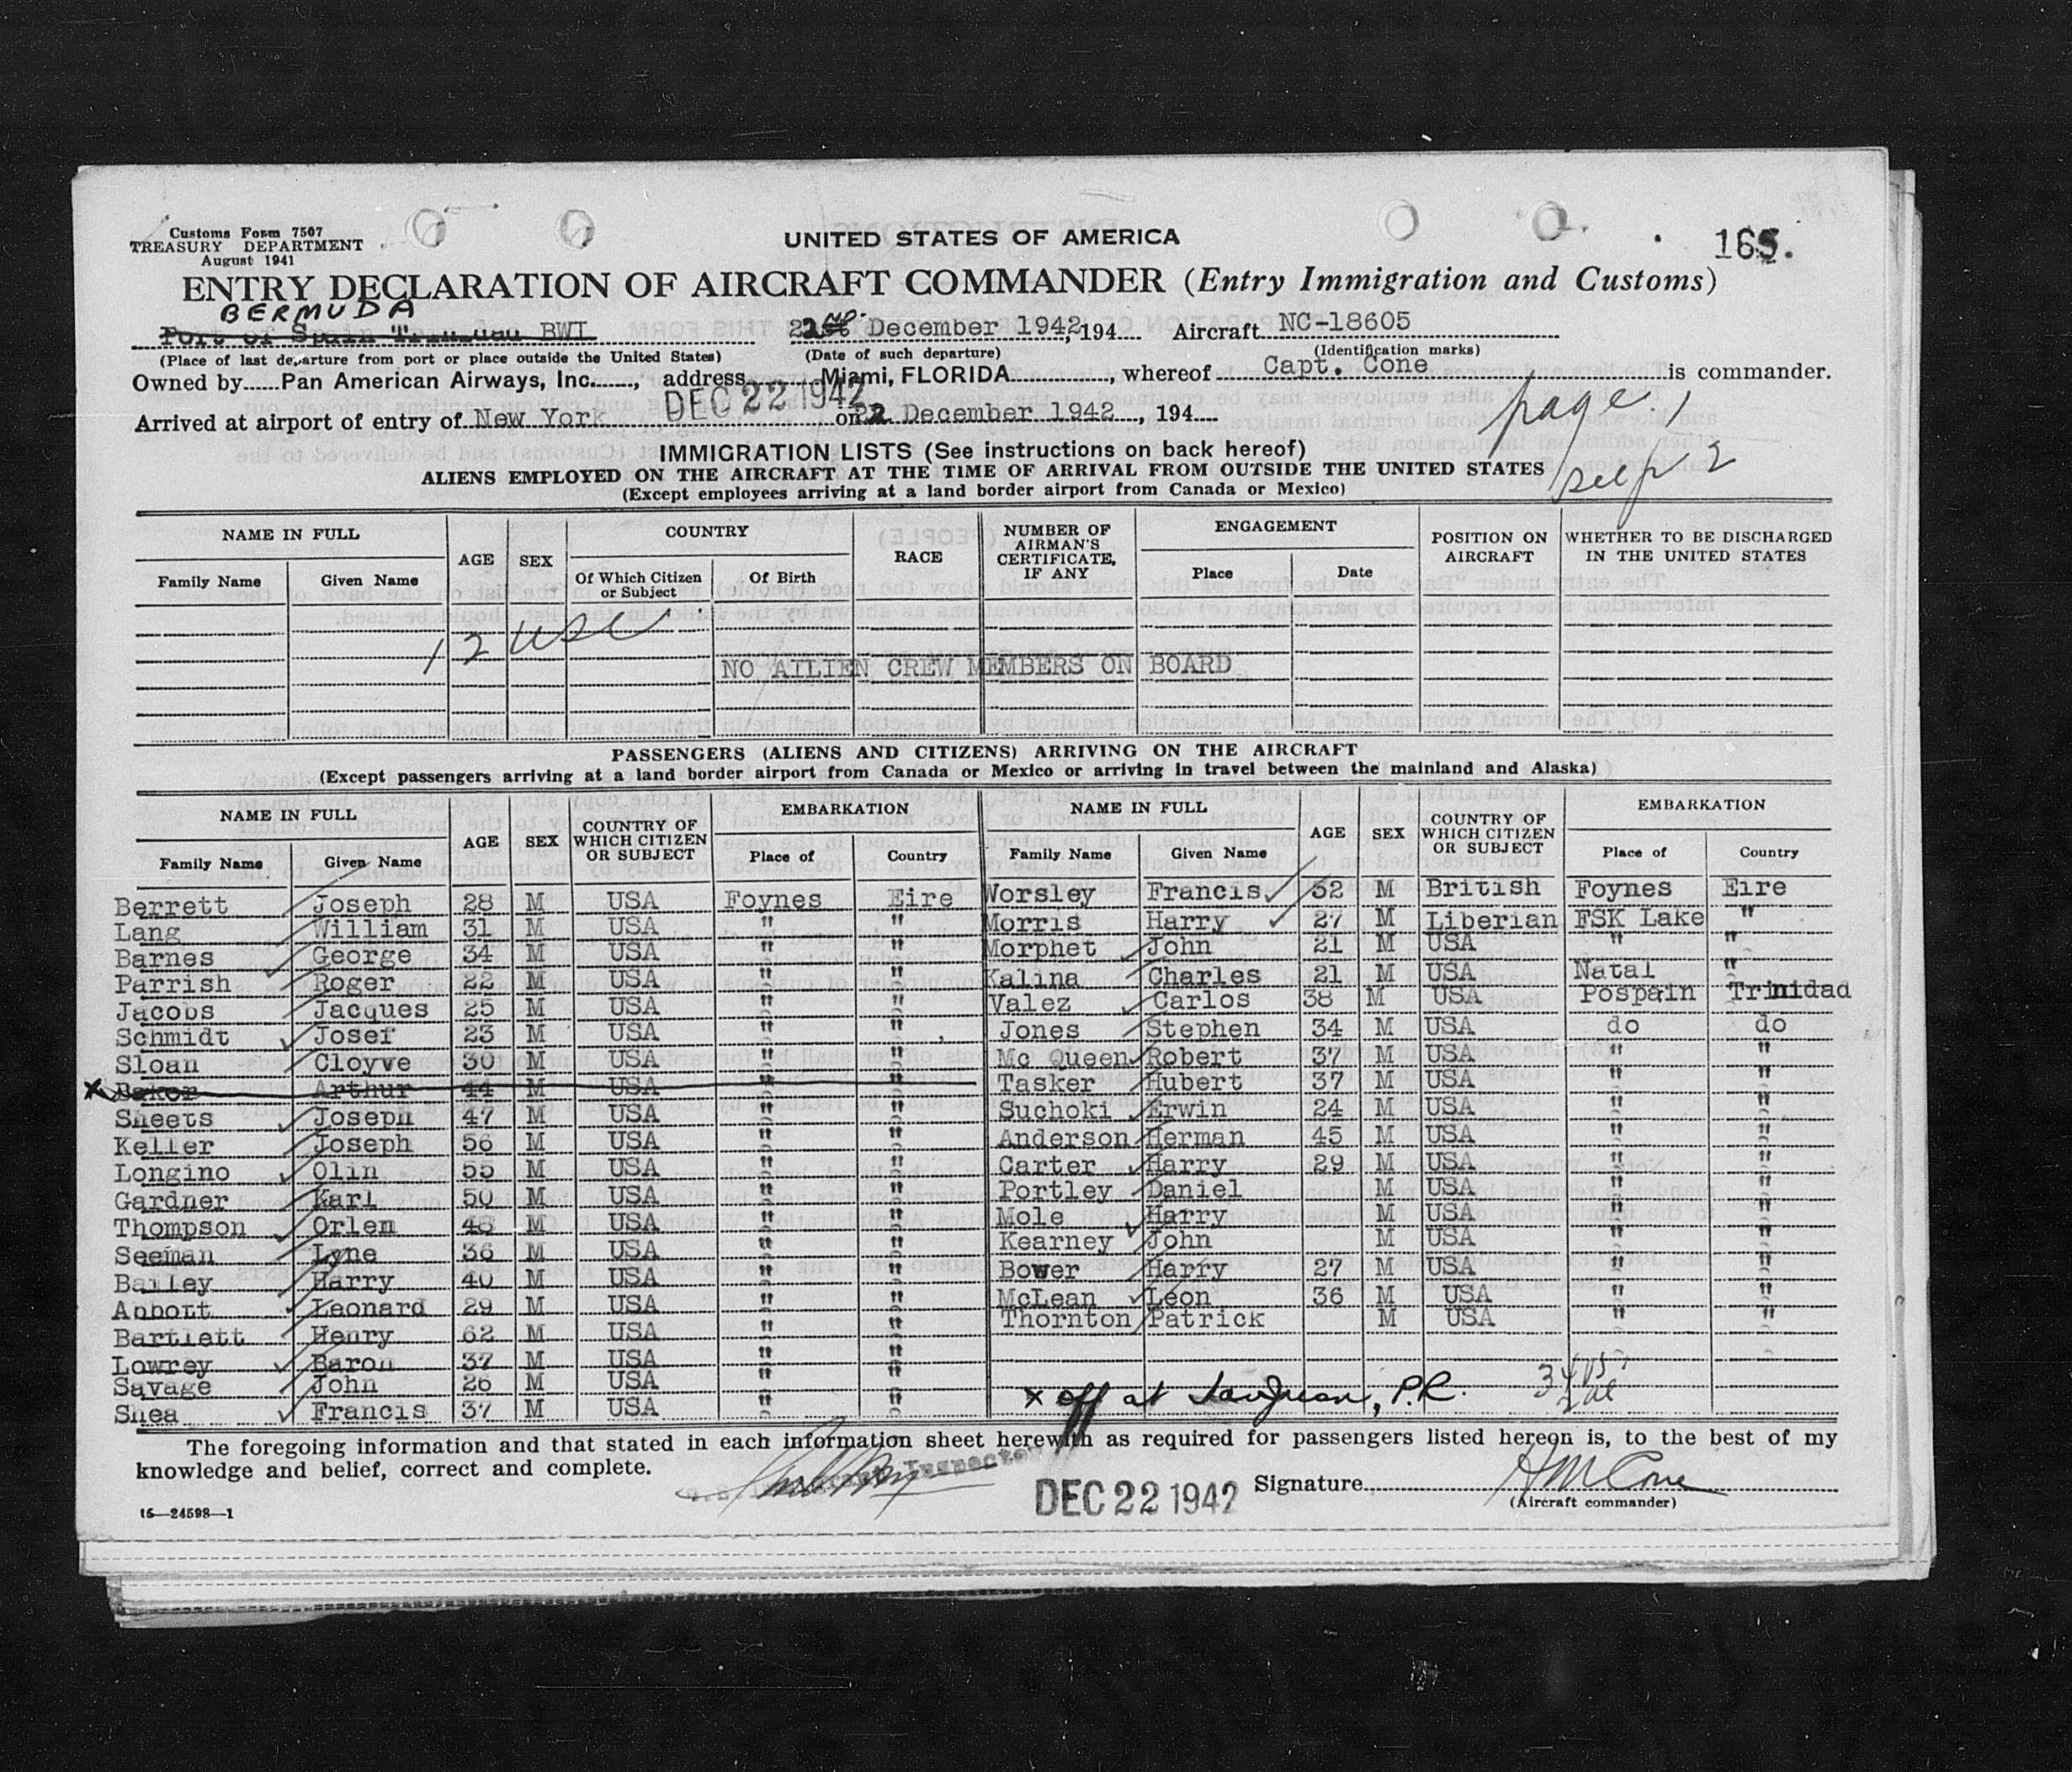 Customs Form 7507
TREASURY DEPARTMENT
August 1941
UNITED STATES OF AMERICA
165.
ENTRY DECLARATION OF AIRCRAFT COMMANDER (Entry Immigration and Customs)
BERMUDA
Port of Spain Trinidad BWI 22ND December 1942, 194 Aircraft NC-18605
(Place of last departure from port or place outside the United States) (Date of such departure) (Identification marks)
Owned by Pan American Airways, Inc., address Miami, FLORIDA, whereof Capt. Cone is commander.
DEC 22 1942
Arrived at airport of entry of New York on 22 December 1942, 194
page 1
see p 2
IMMIGRATION LISTS (See instructions on back hereof)
ALIENS EMPLOYED ON THE AIRCRAFT AT THE TIME OF ARRIVAL FROM OUTSIDE THE UNITED STATES
(Except employees arriving at a land border airport from Canada or Mexico)
NAME IN FULL AGE SEX COUNTRY RACE NUMBER OF AIRMAN'S CERTIFICATE, IF ANY ENGAGEMENT POSITION ON AIRCRAFT WHETHER TO BE DISCHARGED IN THE UNITED STATES
Family Name Given Name Of Which Citizen or Subject Of Birth Place Date
12 USC
NO AILIEN CREW MEMBERS ON BOARD
PASSENGERS (ALIENS AND CITIZENS) ARRIVING ON THE AIRCRAFT
(Except passengers arriving at a land border airport from Canada or Mexico or arriving in travel between the mainland and Alaska)
NAME IN FULL AGE SEX COUNTRY OF WHICH CITIZEN OR SUBJECT EMBARKATION NAME IN FULL AGE SEX COUNTRY OF WHICH CITIZEN OR SUBJECT EMBARKATION
Family Name Given Name Place of Country Family Name Given Name Place of Country
Berrett Joseph 28 M USA Foynes Eire Worsley Francis 32 M British Foynes Eire
Lang William 31 M USA " " Morris Harry 27 M Liberian FSK Lake "
Barnes George 34 M USA " " Morphet John 21 M USA " "
Parrish Roger 22 M USA " " Kalina Charles 21 M USA Natal "
Jacobs Jacques 25 M USA " " Valez Carlos 38 M USA Pospain Trinidad
Schmidt Josef 23 M USA " " Jones Stephen 34 M USA do do
Sloan Cloyve 30 M USA " " Mc Queen Robert 37 M USA " "
x Baker Arthur 44 M USA " " Tasker Hubert 37 M USA " "
Sheets Joseph 47 M USA " " Suchoki Erwin 24 M USA " "
Keller Joseph 56 M USA " " Anderson Herman 45 M USA " "
Longino Olin 55 M USA " " Carter Harry 29 M USA " "
Gardner Karl 50 M USA " " Portley Daniel M USA " "
Thompson Orlen 48 M USA " " Mole Harry M USA " "
Seeman Lyne 36 M USA " " Kearney John M USA " "
Bailey Harry 40 M USA " " Bower Harry 27 M USA " "
Abbott Leonard 29 M USA " " McLean Leon 36 M USA " "
Bartlett Henry 62 M USA " " Thornton Patrick M USA " "
Lowrey Baron 37 M USA " "
Savage John 26 M USA " "
Shea Francis 37 M USA " "
x off at San Juan, P.R.
34 US
2 al
The foregoing information and that stated in each information sheet herewith as required for passengers listed hereon is, to the best of my
knowledge and belief, correct and complete.
Inspector
DEC 22 1942
Signature HM Cone
(Aircraft commander)
16—24598-1